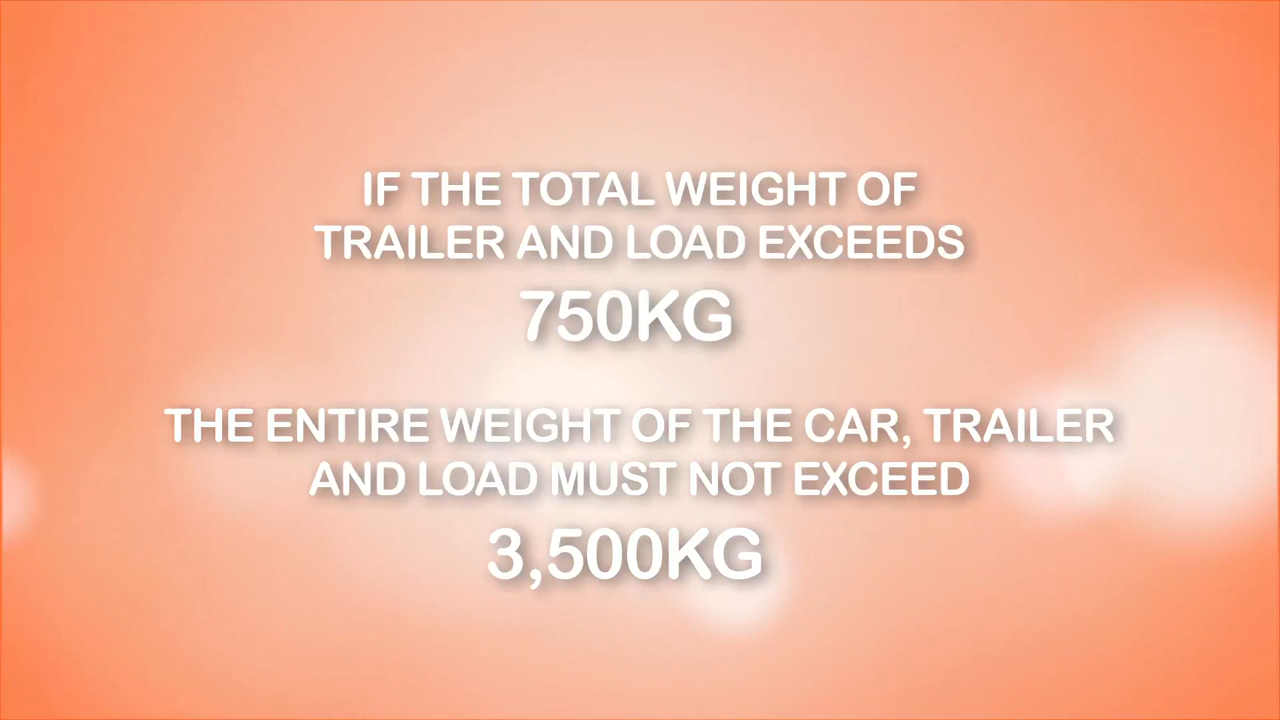 IF THE TOTAL WEIGHT OF
TRAILER AND LOAD EXCEEDS
750KG
THE ENTIRE WEIGHT OF THE CAR, TRAILER
AND LOAD MUST NOT EXCEED
3,500KG